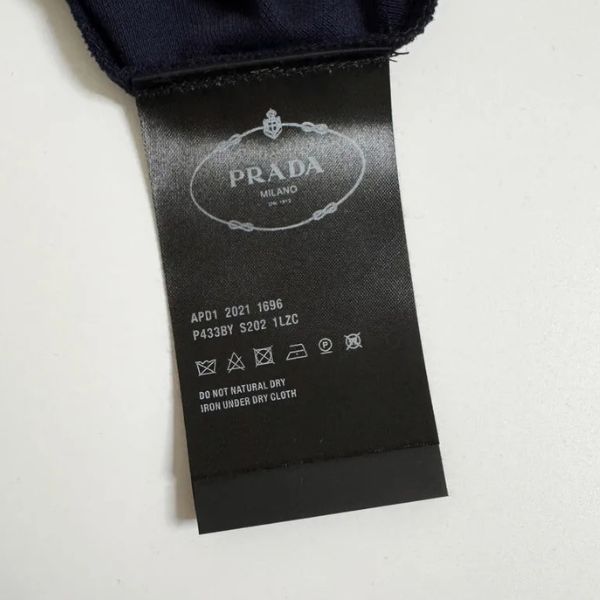 PRADA
MILANO
DAL 1913
APD1 2021 1696
P433BY S202 1LZC
P
DO NOT NATURAL DRY
IRON UNDER DRY CLOTH